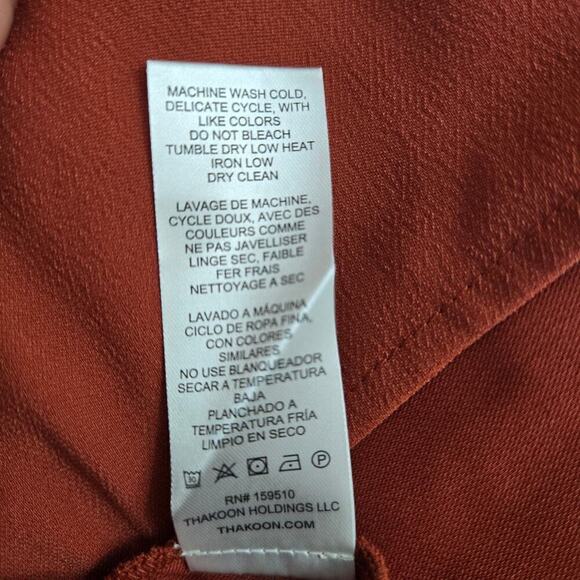 MACHINE WASH COLD,
DELICATE CYCLE, WITH
LIKE COLORS
DO NOT BLEACH
TUMBLE DRY LOW HEAT
IRON LOW
DRY CLEAN
LAVAGE DE MACHINE,
CYCLE DOUX, AVEC DES
COULEURS COMME
NE PAS JAVELLISER
LINGE SEC, FAIBLE
FER FRAIS
NETTOYAGE A SEC
LAVADO A MÁQUINA
CICLO DE ROPA FINA,
CON COLORES
SIMILARES
NO USE BLANQUEADOR
SECAR A TEMPERATURA
BAJA
PLANCHADO A
TEMPERATURA FRÍA
LIMPIO EN SECO
30 P
RN# 159510
THAKOON HOLDINGS LLC
THAKOON.COM